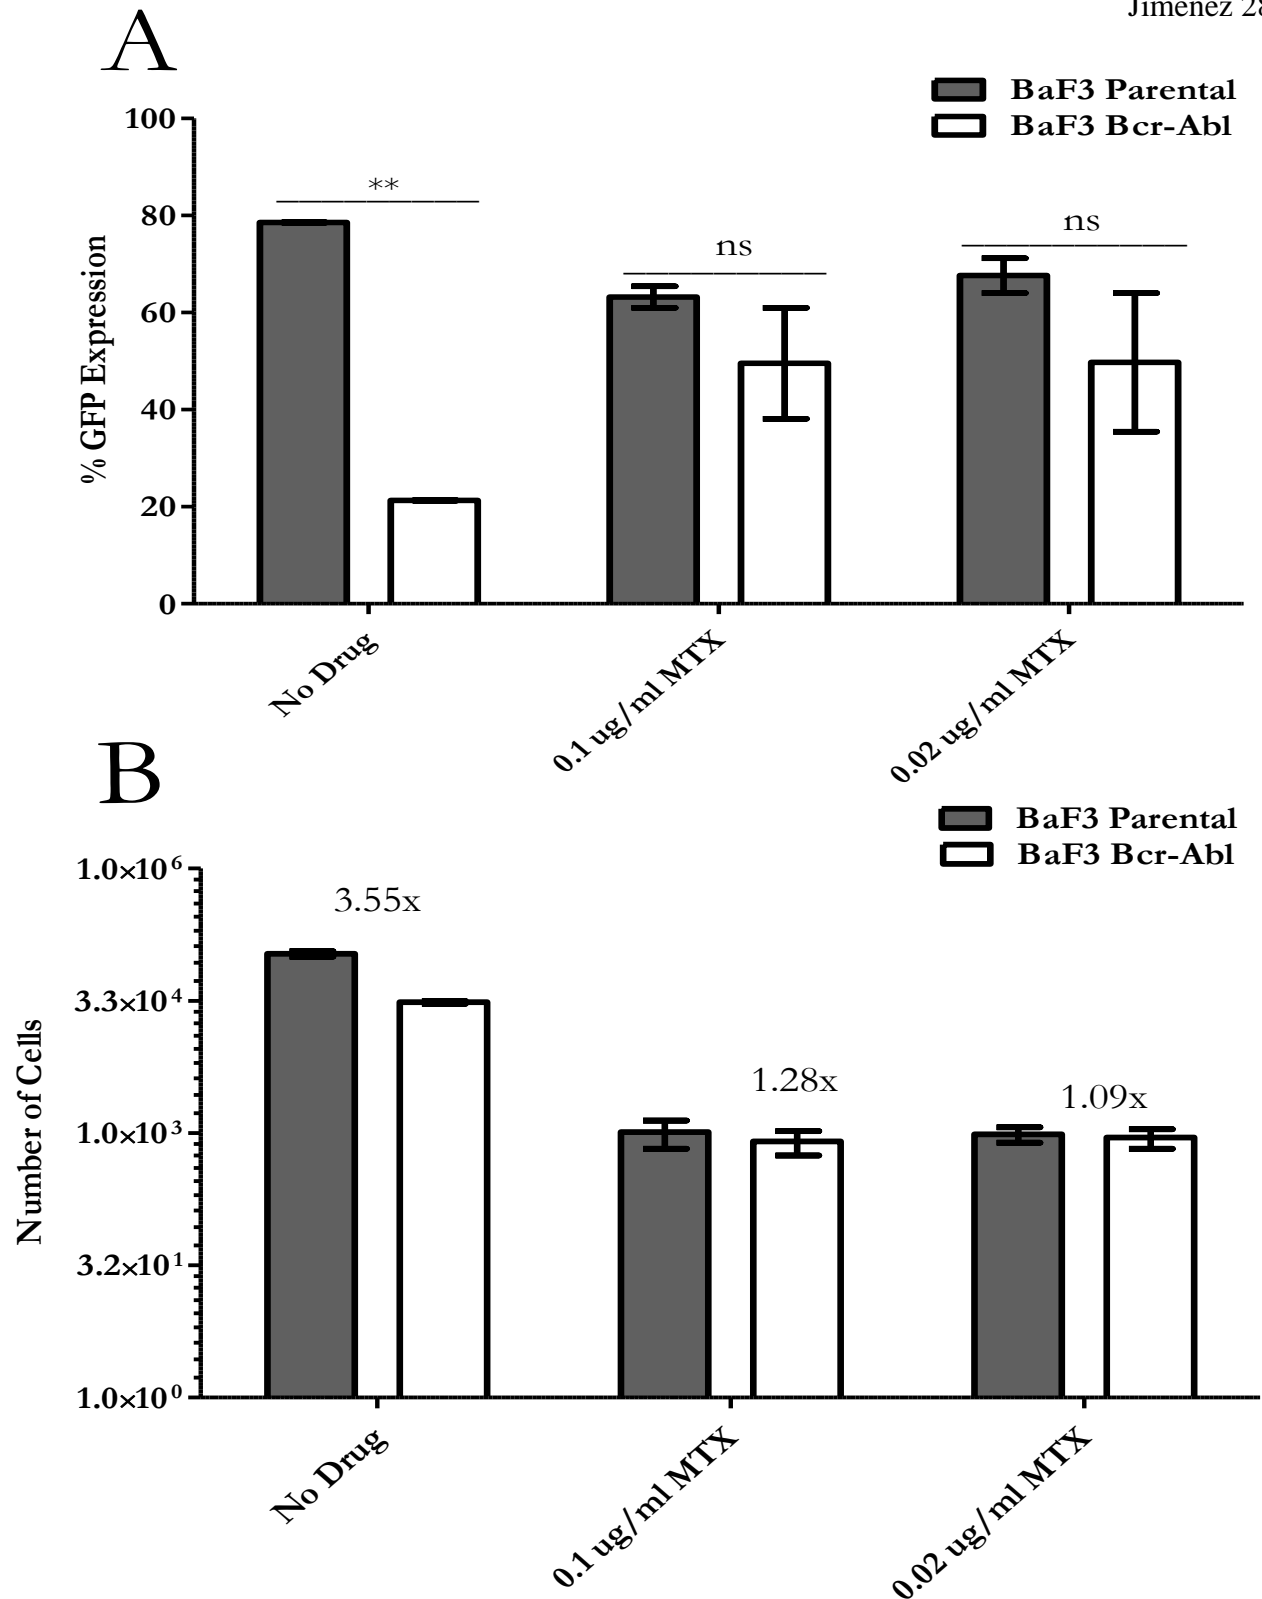 Jimenez 28
A
BaF3 Parental
BaF3 Bcr-Abl
100
80
60
40
20
0
% GFP Expression
**
ns
ns
No Drug
0.1 ug/ml MTX
0.02 ug/ml MTX
B
BaF3 Parental
BaF3 Bcr-Abl
1.0×10⁶
3.3×10⁴
1.0×10³
3.2×10¹
1.0×10⁰
Number of Cells
3.55x
1.28x
1.09x
No Drug
0.1 ug/ml MTX
0.02 ug/ml MTX